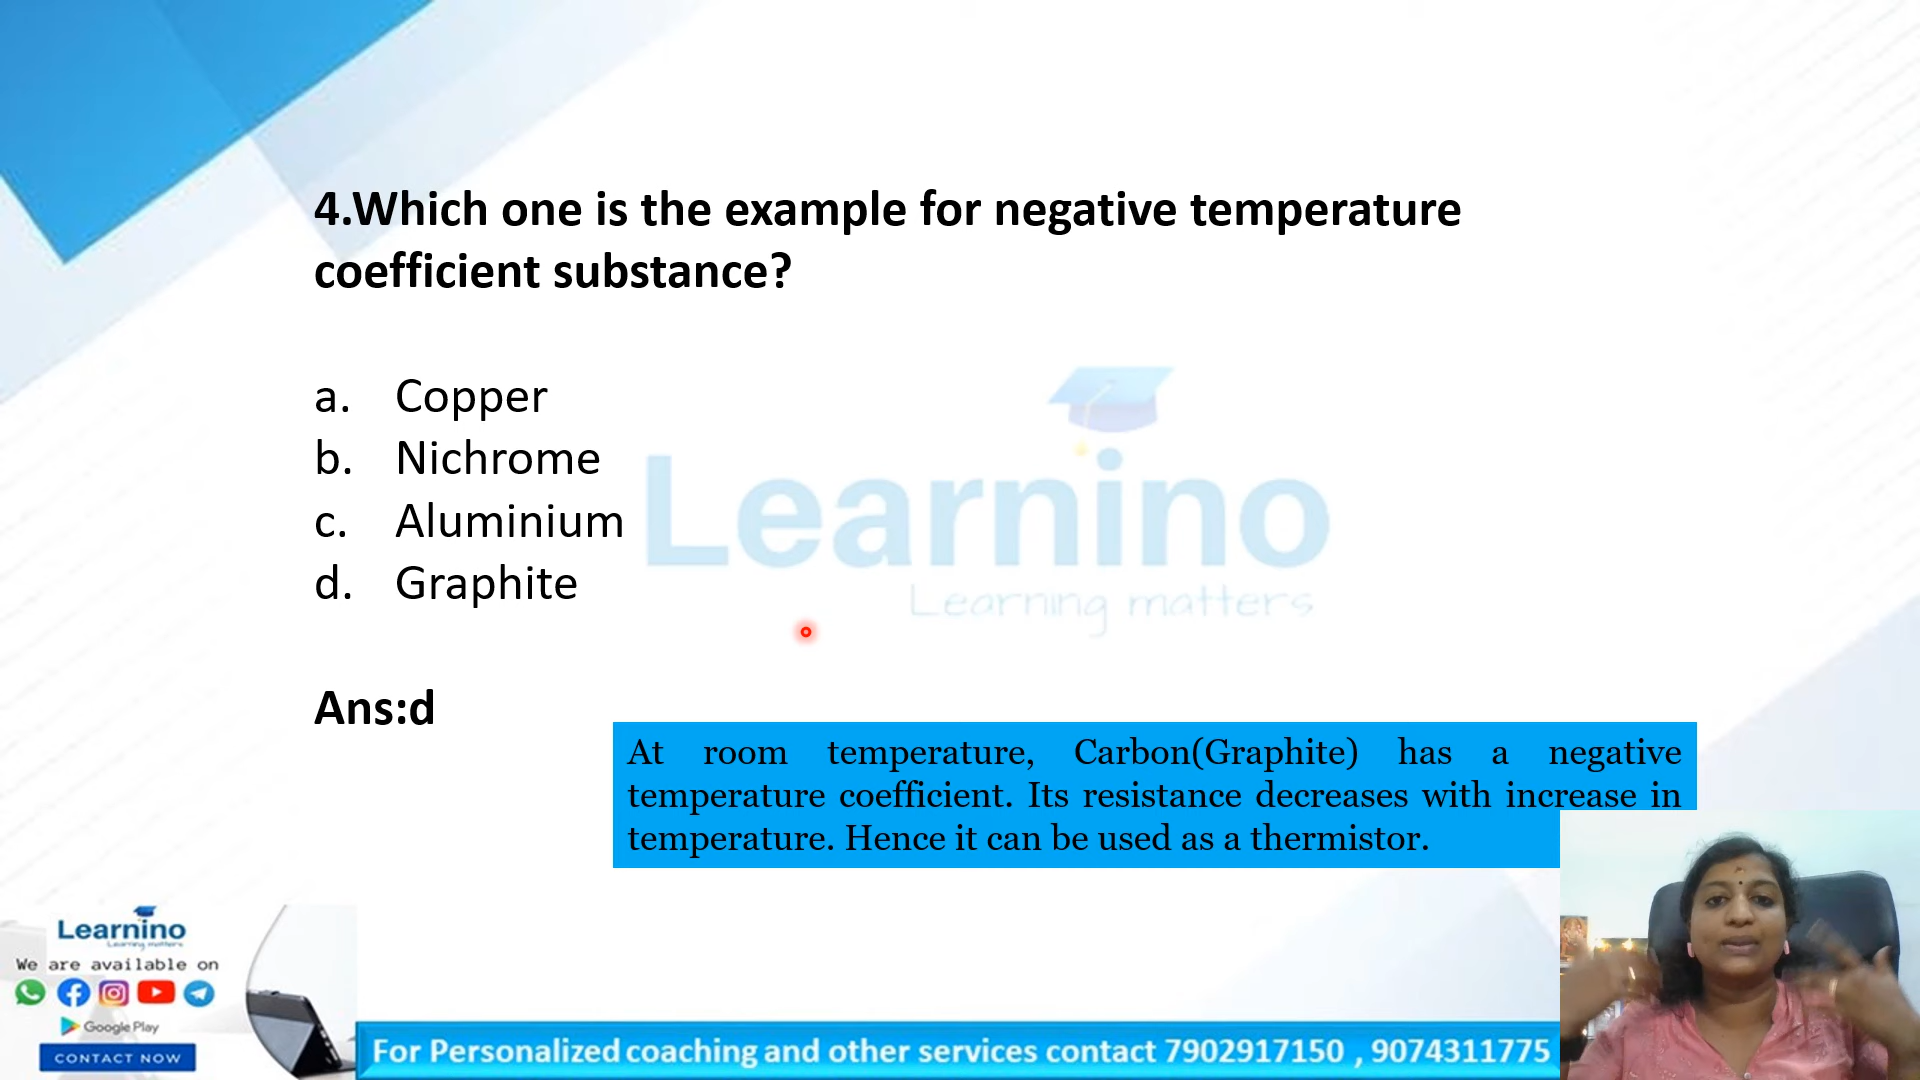 4.Which one is the example for negative temperature
coefficient substance?
a. Copper
b. Nichrome
c. Aluminium
d. Graphite
Learnino
Learning matters
Ans:d
At room temperature, Carbon(Graphite) has a negative
temperature coefficient. Its resistance decreases with increase in
temperature. Hence it can be used as a thermistor.
Learnino
Learning matters
We are available on
Google Play
CONTACT NOW
For Personalized coaching and other services contact 7902917150 , 9074311775